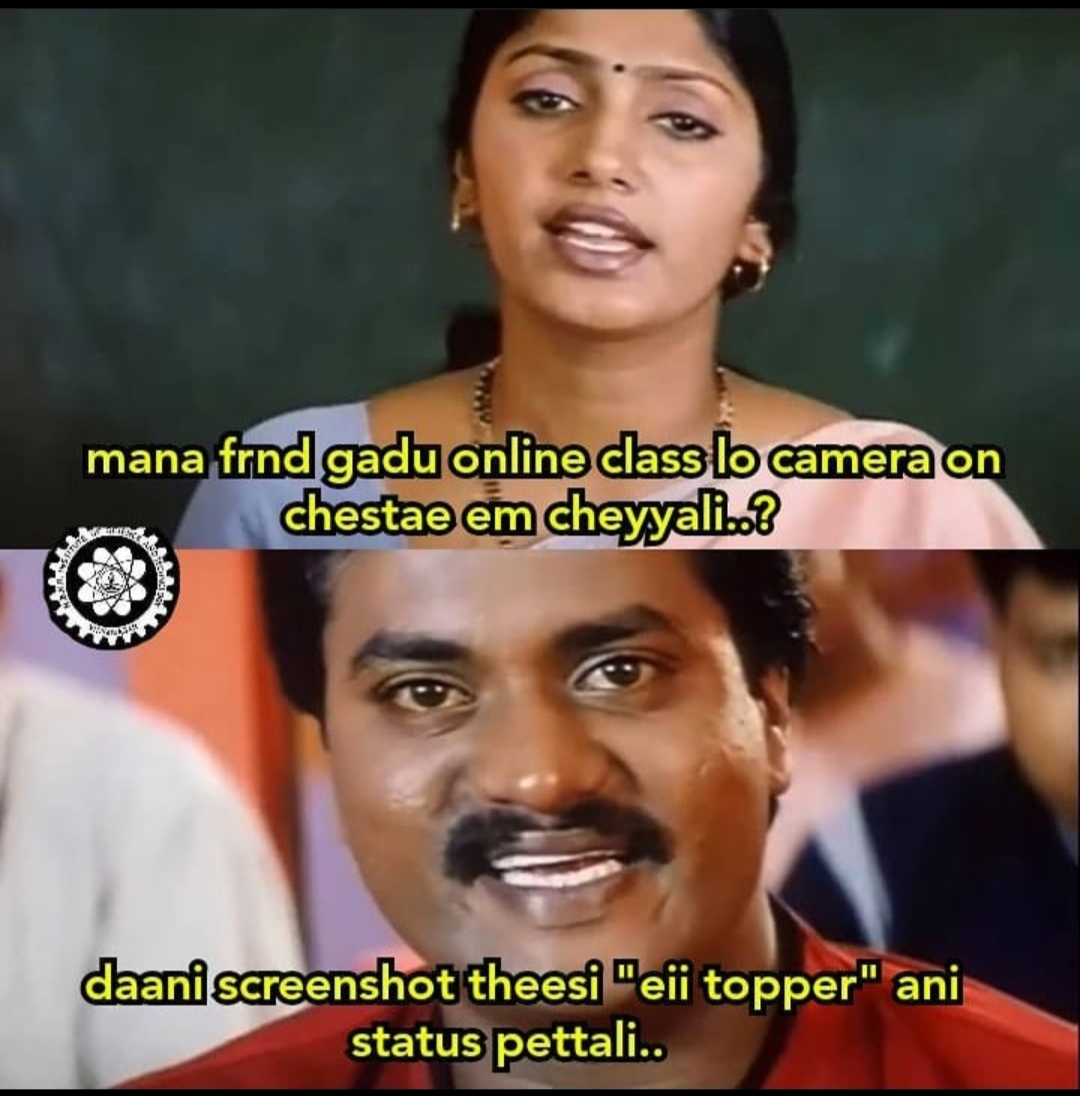 mana frnd gadu online class lo camera on
chestae em cheyyali..?
daani screenshot theesi "eii topper" ani
status pettali..